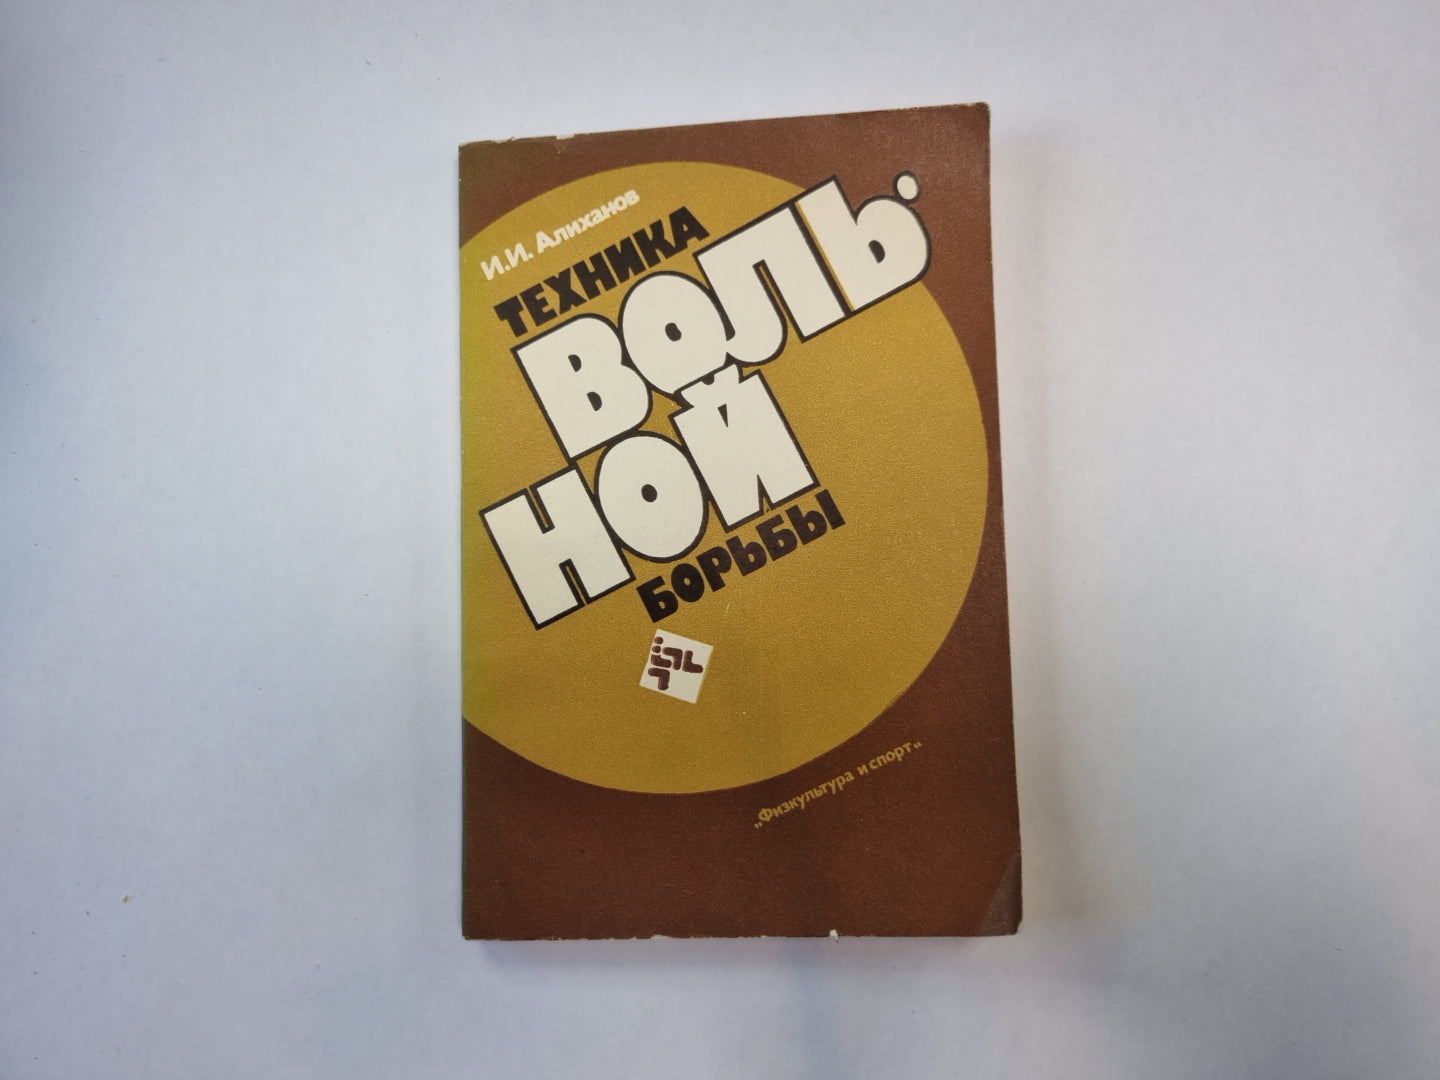 И.И. Алиханов
ТЕХНИКА
ВОЛЬ·
НОЙ
БОРЬБЫ
„Физкультура и спорт"